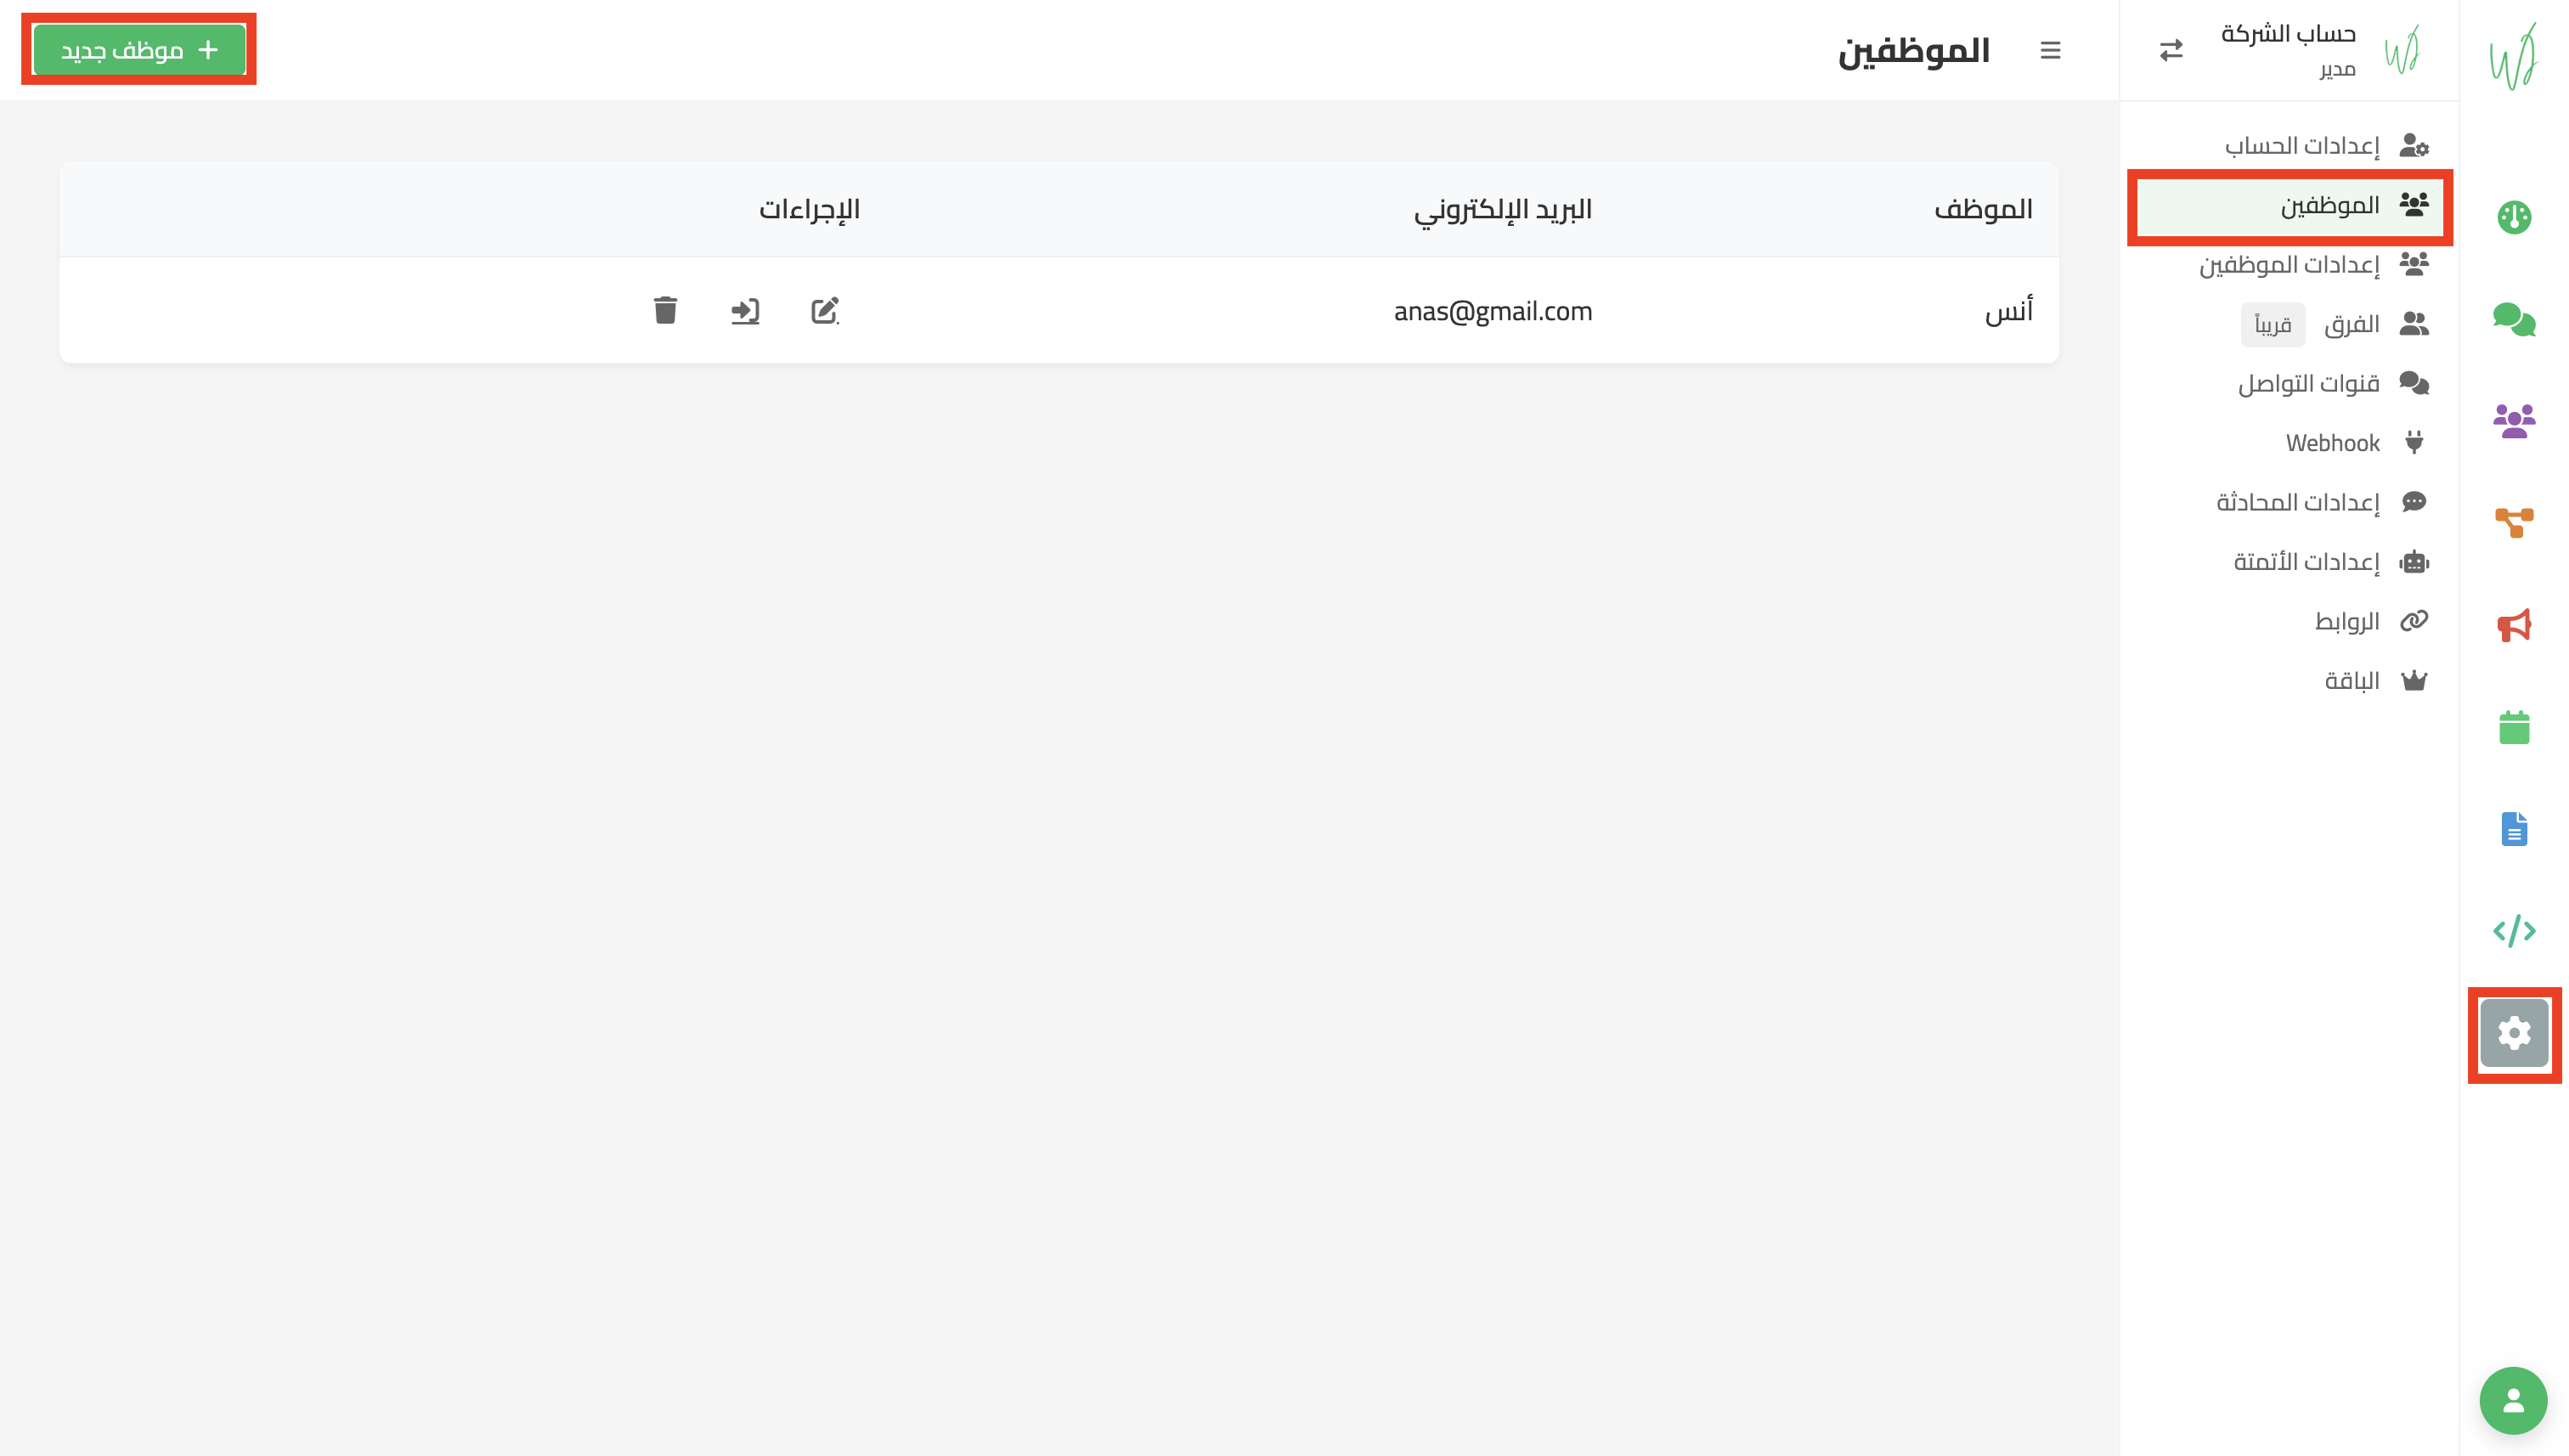 حساب الشركة
مدير
إعدادات الحساب
الموظفين
إعدادات الموظفين
الفرق قريباً
قنوات التواصل
Webhook
إعدادات المحادثة
إعدادات الأتمتة
الروابط
الباقة
الموظفين
+ موظف جديد
الموظف البريد الإلكتروني الإجراءات
أنس anas@gmail.com